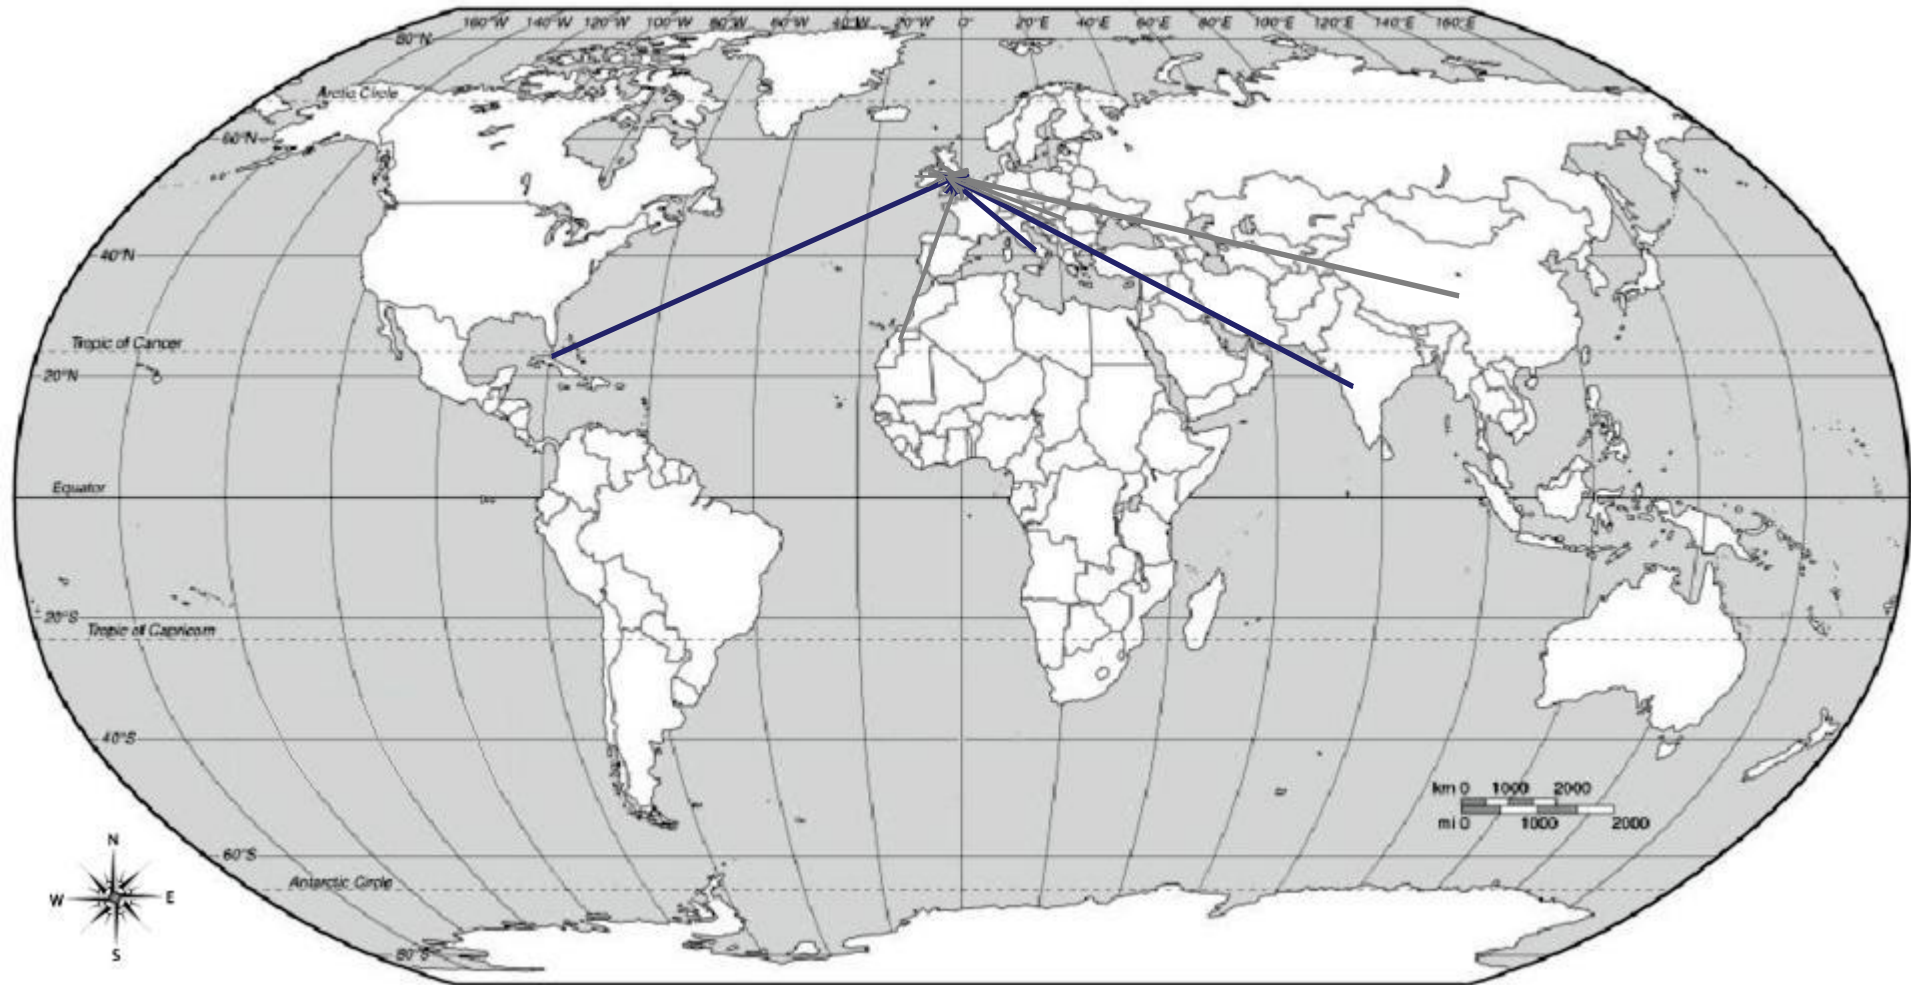 160°W 140°W 120°W 100°W 80°W 60°W 40°W 20°W 0° 20°E 40°E 60°E 80°E 100°E 120°E 140°E 160°E
80°N
Arctic Circle
60°N
40°N
Tropic of Cancer
20°N
Equator
20°S
Tropic of Capricorn
40°S
km 0 1000 2000
mi 0 1000 2000
60°S
N
Antarctic Circle
W E
S
80°S